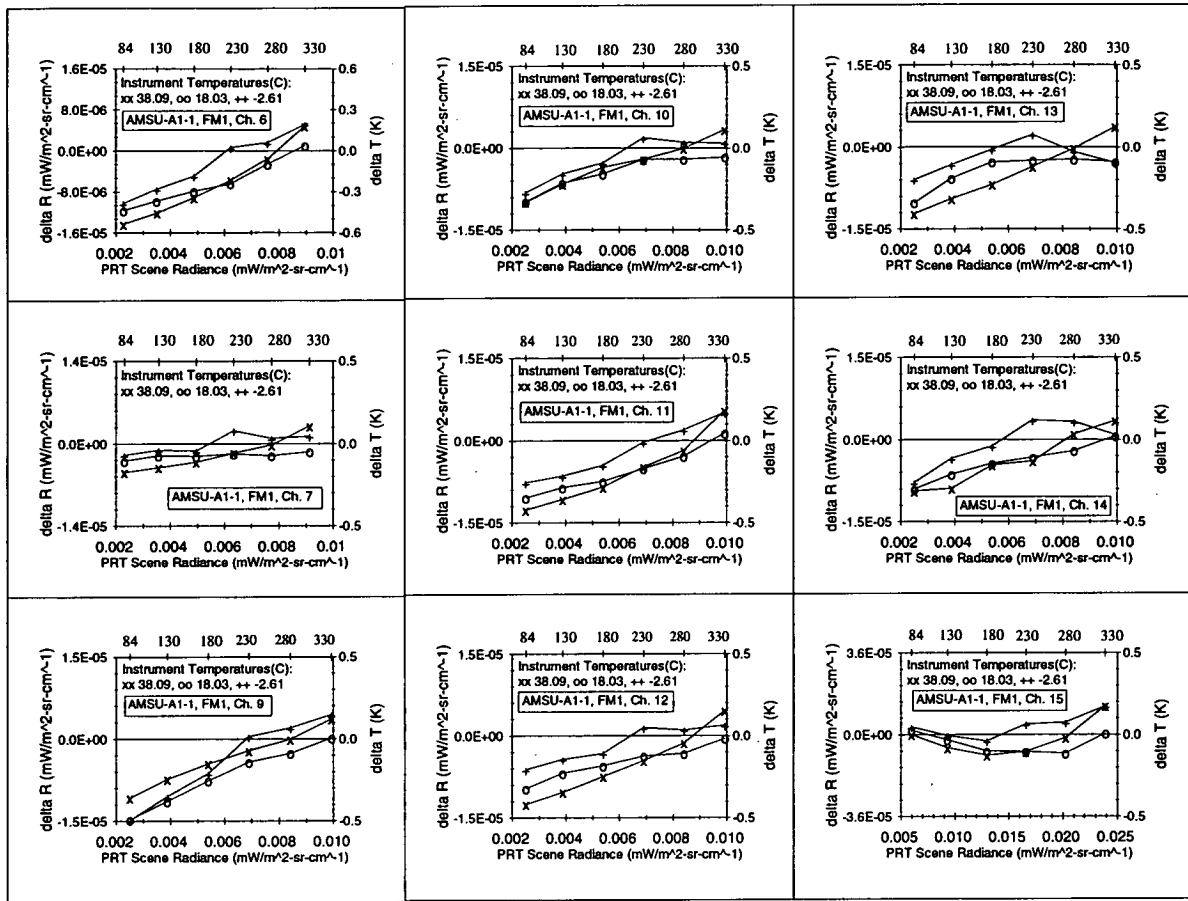 84 130 180 230 280 330
1.6E-05
8.0E-06
0.0E+00
-8.0E-06
-1.6E-05
delta R (mW/m^2-sr-cm^-1)
Instrument Temperatures(C):
xx 38.09, oo 18.03, ++ -2.61
AMSU-A1-1, FM1, Ch. 6
0.6
0.3
0.0
-0.3
-0.6
delta T (K)
0.002 0.004 0.006 0.008 0.01
PRT Scene Radiance (mW/m^2-sr-cm^-1)
84 130 180 230 280 330
1.5E-05
0.0E+00
-1.5E-05
delta R (mW/m^2-sr-cm^-1)
Instrument Temperatures(C):
xx 38.09, oo 18.03, ++ -2.61
AMSU-A1-1, FM1, Ch. 10
0.5
0.0
-0.5
delta T (K)
0.002 0.004 0.006 0.008 0.010
PRT Scene Radiance (mW/m^2-sr-cm^-1)
84 130 180 230 280 330
1.5E-05
0.0E+00
-1.5E-05
delta R (mW/m^2-sr-cm^-1)
Instrument Temperatures(C):
xx 38.09, oo 18.03, ++ -2.61
AMSU-A1-1, FM1, Ch. 13
0.5
0.0
-0.5
delta T (K)
0.002 0.004 0.006 0.008 0.010
PRT Scene Radiance (mW/m^2-sr-cm^-1)
84 130 180 230 280 330
1.4E-05
0.0E+00
-1.4E-05
delta R (mW/m^2-sr-cm^-1)
Instrument Temperatures(C):
xx 38.09, oo 18.03, ++ -2.61
AMSU-A1-1, FM1, Ch. 7
0.5
0.0
-0.5
delta T (K)
0.002 0.004 0.006 0.008 0.01
PRT Scene Radiance (mW/m^2-sr-cm^-1)
84 130 180 230 280 330
1.5E-05
0.0E+00
-1.5E-05
delta R (mW/m^2-sr-cm^-1)
Instrument Temperatures(C):
xx 38.09, oo 18.03, ++ -2.61
AMSU-A1-1, FM1, Ch. 11
0.5
0.0
-0.5
delta T (K)
0.002 0.004 0.006 0.008 0.010
PRT Scene Radiance (mW/m^2-sr-cm^-1)
84 130 180 230 280 330
1.5E-05
0.0E+00
-1.5E-05
delta R (mW/m^2-sr-cm^-1)
Instrument Temperatures(C):
xx 38.09, oo 18.03, ++ -2.61
AMSU-A1-1, FM1, Ch. 14
0.5
0.0
-0.5
delta T (K)
0.002 0.004 0.006 0.008 0.010
PRT Scene Radiance (mW/m^2-sr-cm^-1)
84 130 180 230 280 330
1.5E-05
0.0E+00
-1.5E-05
delta R (mW/m^2-sr-cm^-1)
Instrument Temperatures(C):
xx 38.09, oo 18.03, ++ -2.61
AMSU-A1-1, FM1, Ch. 9
0.5
0.0
-0.5
delta T (K)
0.002 0.004 0.006 0.008 0.010
PRT Scene Radiance (mW/m^2-sr-cm^-1)
84 130 180 230 280 330
1.5E-05
0.0E+00
-1.5E-05
delta R (mW/m^2-sr-cm^-1)
Instrument Temperatures(C):
xx 38.09, oo 18.03, ++ -2.61
AMSU-A1-1, FM1, Ch. 12
0.5
0.0
-0.5
delta T (K)
0.002 0.004 0.006 0.008 0.010
PRT Scene Radiance (mW/m^2-sr-cm^-1)
84 130 180 230 280 330
3.6E-05
0.0E+00
-3.6E-05
delta R (mW/m^2-sr-cm^-1)
Instrument Temperatures(C):
xx 38.09, oo 18.03, ++ -2.61
AMSU-A1-1, FM1, Ch. 15
0.5
0.0
-0.5
delta T (K)
0.005 0.010 0.015 0.020 0.025
PRT Scene Radiance (mW/m^2-sr-cm^-1)